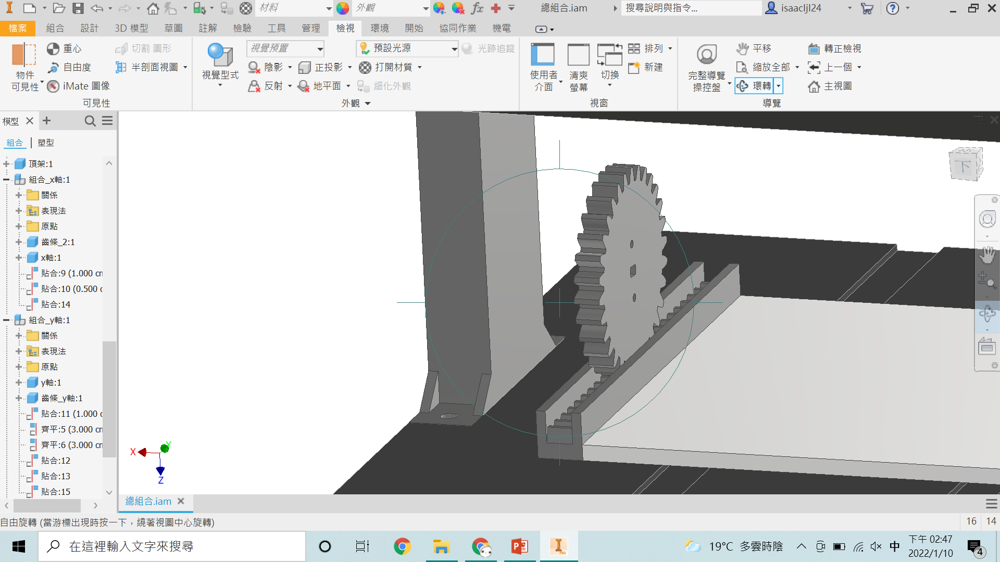 材料
外觀
fx
總組合.iam
搜尋說明與指令...
isaacljl24
檔案 組合 設計 3D 模型 草圖 註解 檢驗 工具 管理 檢視 環境 開始 協同作業 機電
物件
可見性
重心
自由度
iMate 圖像
切割 圖形
半剖面視圖
可見性
視覺型式
視覺預置
陰影
反射
正投影
地平面
預設光源
打開材質
細化外觀
光跡追蹤
外觀
使用者
介面
清爽
螢幕
切換
排列
新建
視窗
完整導覽
操控盤
平移
縮放全部
環轉
轉正檢視
上一個
主視圖
導覽
模型
組合 塑型
頂架:1
組合_x軸:1
關係
表現法
原點
齒條_2:1
x軸:1
貼合:9 (1.000 cm
貼合:10 (0.500 c
貼合:14
組合_y軸:1
關係
表現法
原點
y軸:1
齒條_y軸:1
貼合:11 (1.000 c
齊平:5 (3.000 cm
齊平:6 (3.000 cm
貼合:12
貼合:13
貼合:15
下
X
Y
Z
總組合.iam
自由旋轉 (當游標出現時按一下，繞著視圖中心旋轉)
16 14
在這裡輸入文字來搜尋
19°C 多雲時陰
中
下午 02:47
2022/1/10
4